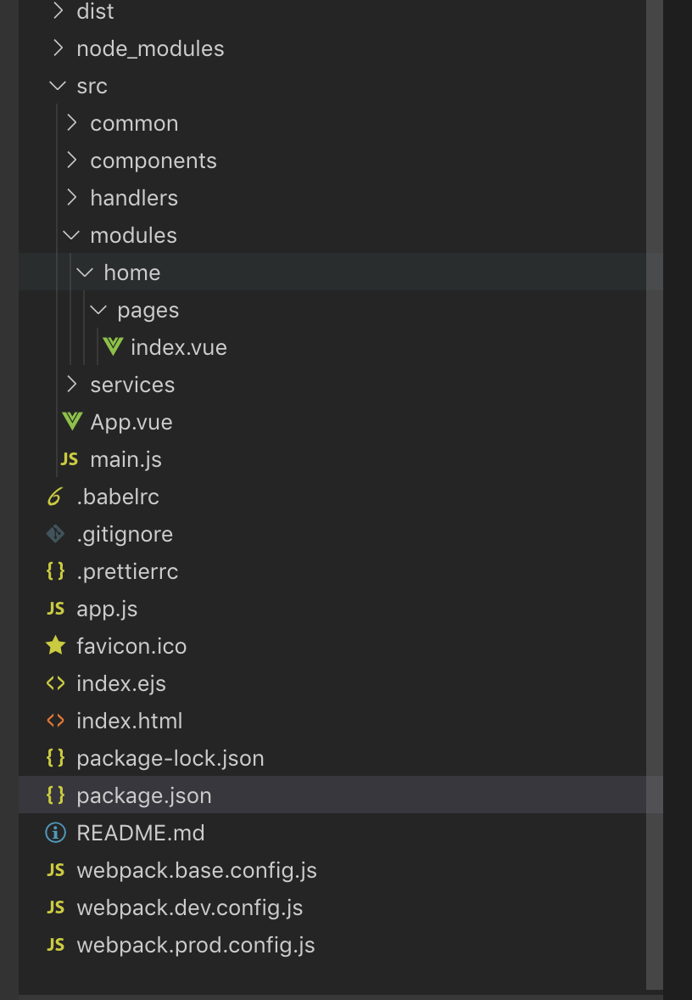 dist
node_modules
src
common
components
handlers
modules
home
pages
index.vue
services
App.vue
JS main.js
6 .babelrc
.gitignore
{} .prettierrc
JS app.js
favicon.ico
<> index.ejs
<> index.html
{} package-lock.json
{} package.json
i README.md
JS webpack.base.config.js
JS webpack.dev.config.js
JS webpack.prod.config.js